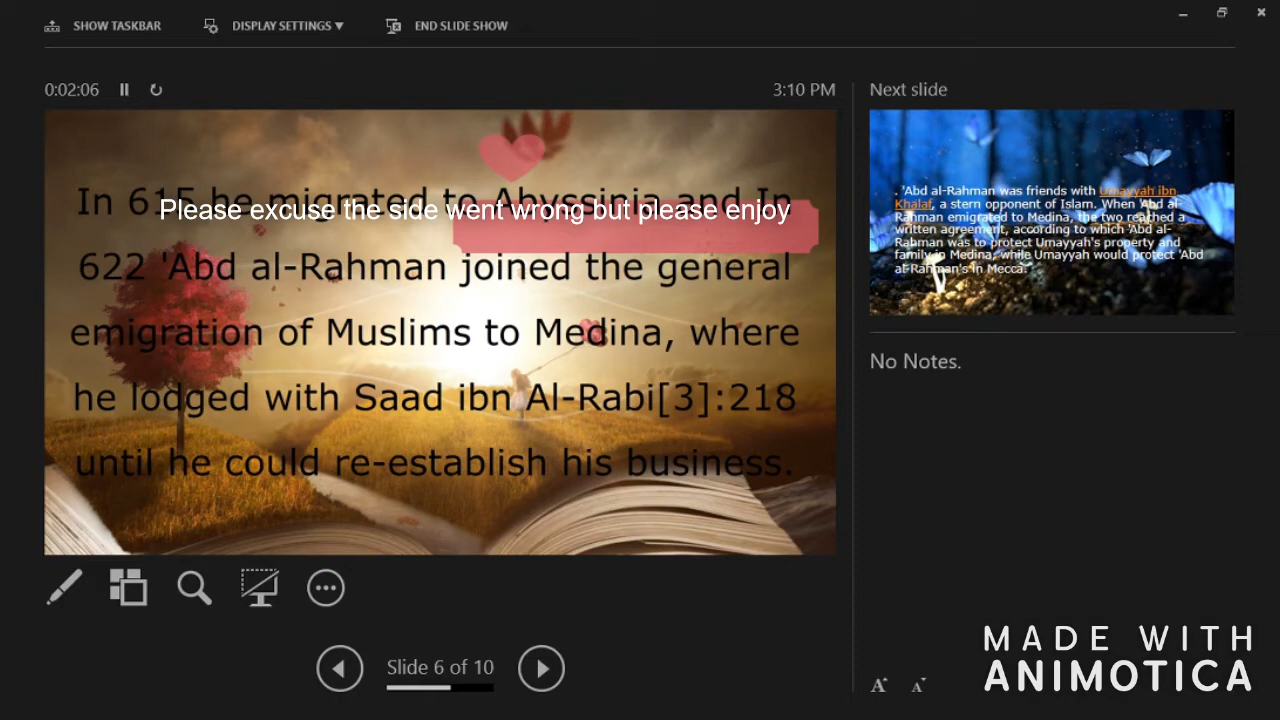 SHOW TASKBAR
DISPLAY SETTINGS ▼
END SLIDE SHOW
0:02:06
3:10 PM
In 615 he migrated to Abyssinia and In
Please excuse the side went wrong but please enjoy
622 'Abd al-Rahman joined the general
emigration of Muslims to Medina, where
he lodged with Saad ibn Al-Rabi[3]:218
until he could re-establish his business.
Next slide
. 'Abd al-Rahman was friends with Umayyah ibn
Khalaf, a stern opponent of Islam. When 'Abd al-
Rahman emigrated to Medina, the two reached a
written agreement, according to which 'Abd al-
Rahman was to protect Umayyah's property and
family in Medina, while Umayyah would protect 'Abd
al-Rahman's in Mecca.
No Notes.
Slide 6 of 10
A A
MADE WITH
ANIMOTICA